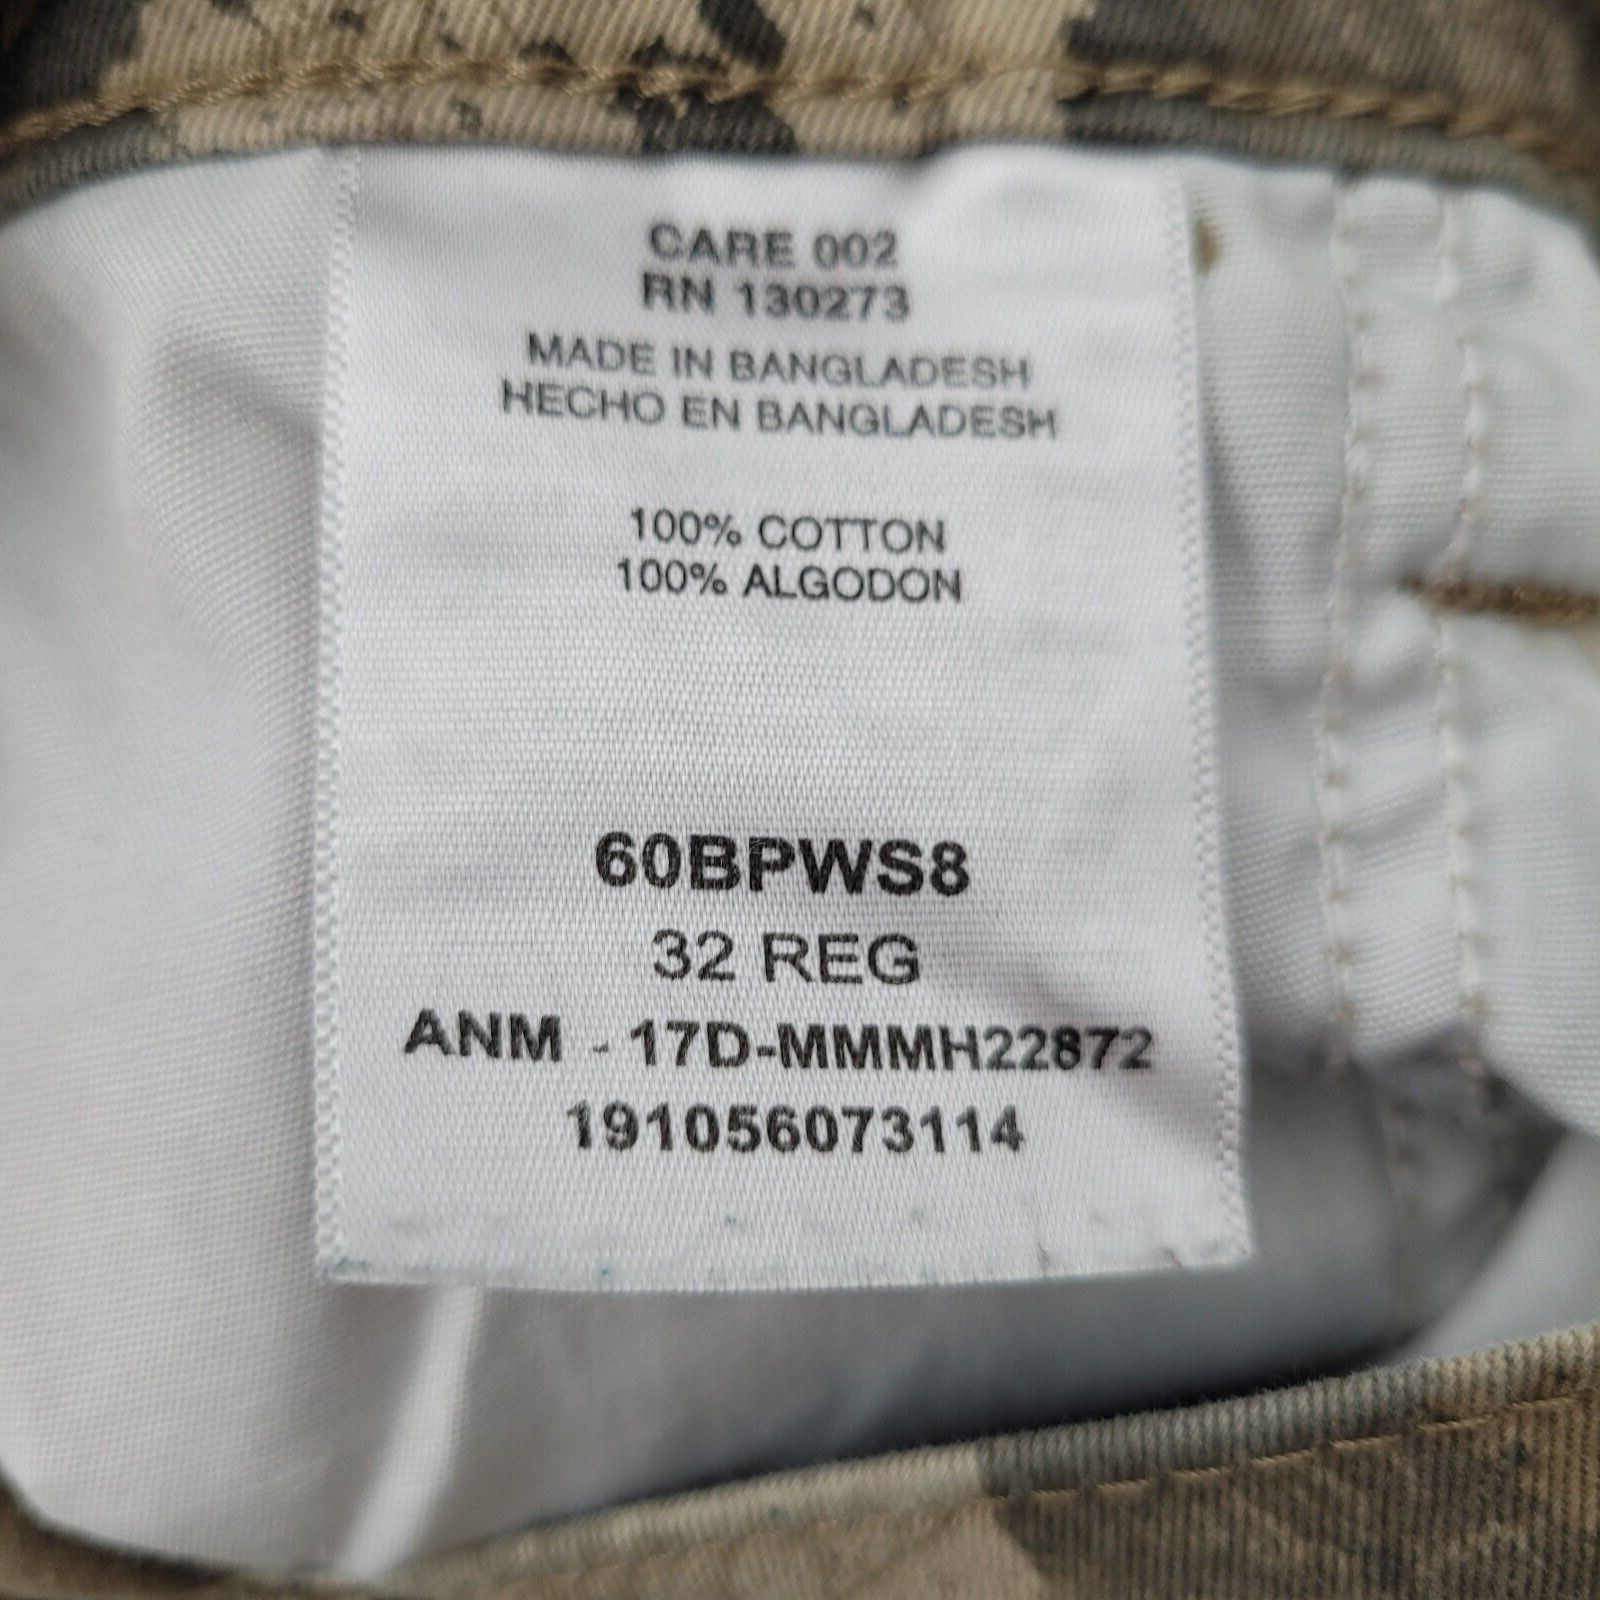 CARE 002
RN 130273
MADE IN BANGLADESH
HECHO EN BANGLADESH
100% COTTON
100% ALGODON
60BPWS8
32 REG
ANM - 17D-MMMH22872
191056073114